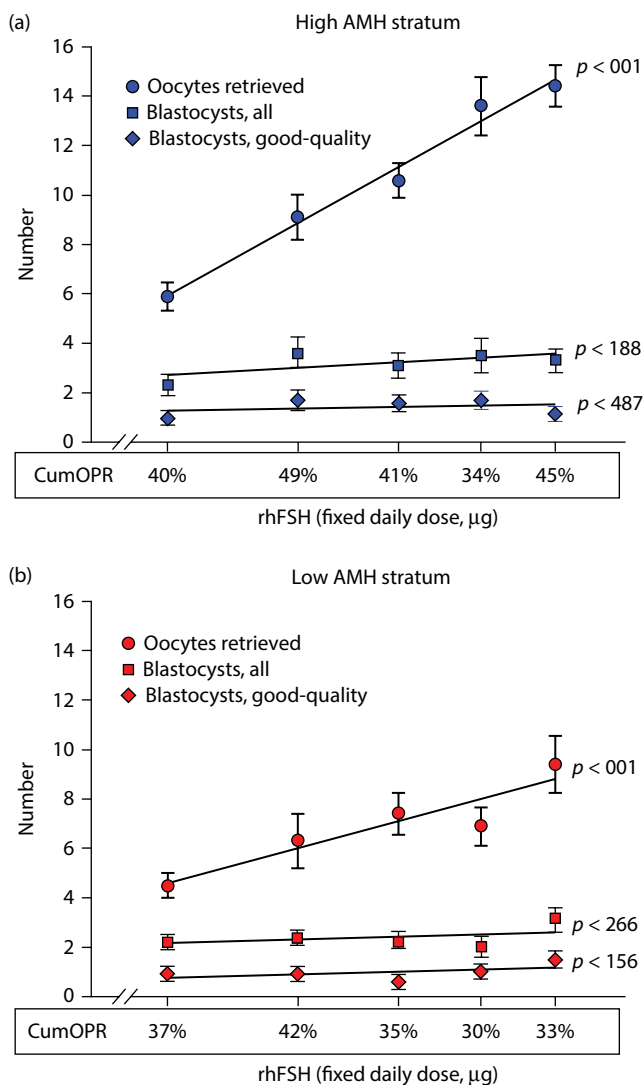 (a)
High AMH stratum
16
14
12
10
8
6
4
2
0
Number
Oocytes retrieved
Blastocysts, all
Blastocysts, good-quality
p < 001
p < 188
p < 487
CumOPR 40% 49% 41% 34% 45%
rhFSH (fixed daily dose, μg)
(b)
Low AMH stratum
16
14
12
10
8
6
4
2
0
Number
Oocytes retrieved
Blastocysts, all
Blastocysts, good-quality
p < 001
p < 266
p < 156
CumOPR 37% 42% 35% 30% 33%
rhFSH (fixed daily dose, μg)